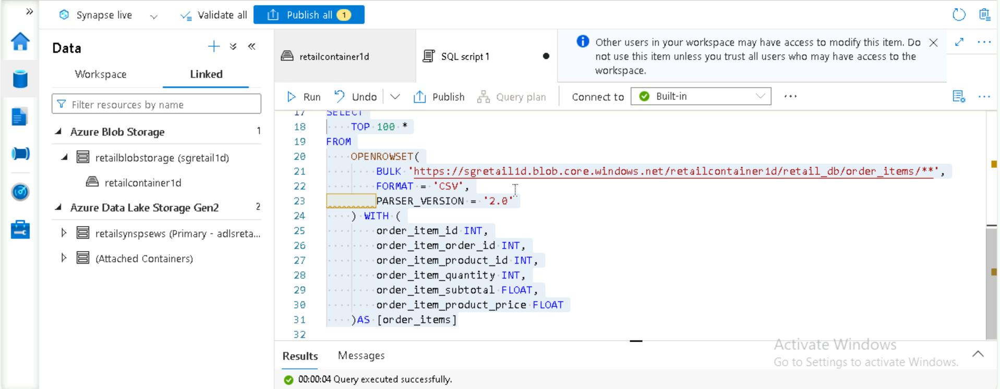 Synapse live
Validate all
Publish all 1
Data
Workspace
Linked
Filter resources by name
Azure Blob Storage 1
retailblobstorage (sgretail1d)
retailcontainer1d
Azure Data Lake Storage Gen2 2
retailsynspsews (Primary - adlsreta...
(Attached Containers)
retailcontainer1d
SQL script 1
Other users in your workspace may have access to modify this item. Do
not use this item unless you trust all users who may have access to the
workspace.
Run
Undo
Publish
Query plan
Connect to
Built-in
17 SELECT
18 TOP 100 *
19 FROM
20 OPENROWSET(
21 BULK 'https://sgretail1d.blob.core.windows.net/retailcontainer1d/retail_db/order_items/**',
22 FORMAT = 'CSV',
23 PARSER_VERSION = '2.0'
24 ) WITH (
25 order_item_id INT,
26 order_item_order_id INT,
27 order_item_product_id INT,
28 order_item_quantity INT,
29 order_item_subtotal FLOAT,
30 order_item_product_price FLOAT
31 )AS [order_items]
32
Results
Messages
00:00:04 Query executed successfully.
Activate Windows
Go to Settings to activate Windows.